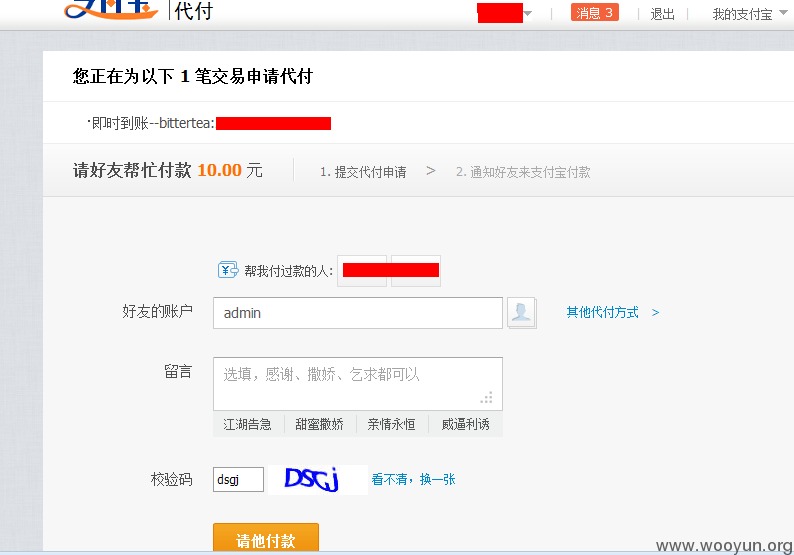 支付宝 代付
消息 3 退出 我的支付宝
您正在为以下 1 笔交易申请代付
·即时到账--bittertea:
请好友帮忙付款 10.00 元 1. 提交代付申请 > 2. 通知好友来支付宝付款
帮我付过款的人:
好友的账户 admin 其他代付方式 >
留言 选填，感谢、撒娇、乞求都可以
江湖告急 甜蜜撒娇 亲情永恒 威逼利诱
校验码 dsgj DSGj 看不清，换一张
请他付款
www.wooyun.org